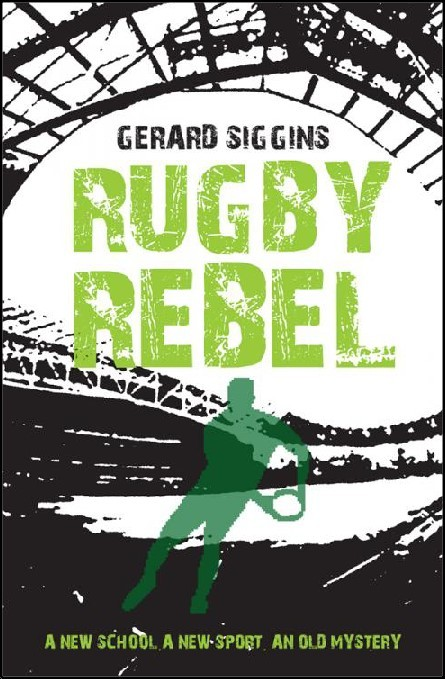 GERARD SIGGINS
RUGBY
REBEL
A NEW SCHOOL, A NEW SPORT, AN OLD MYSTERY